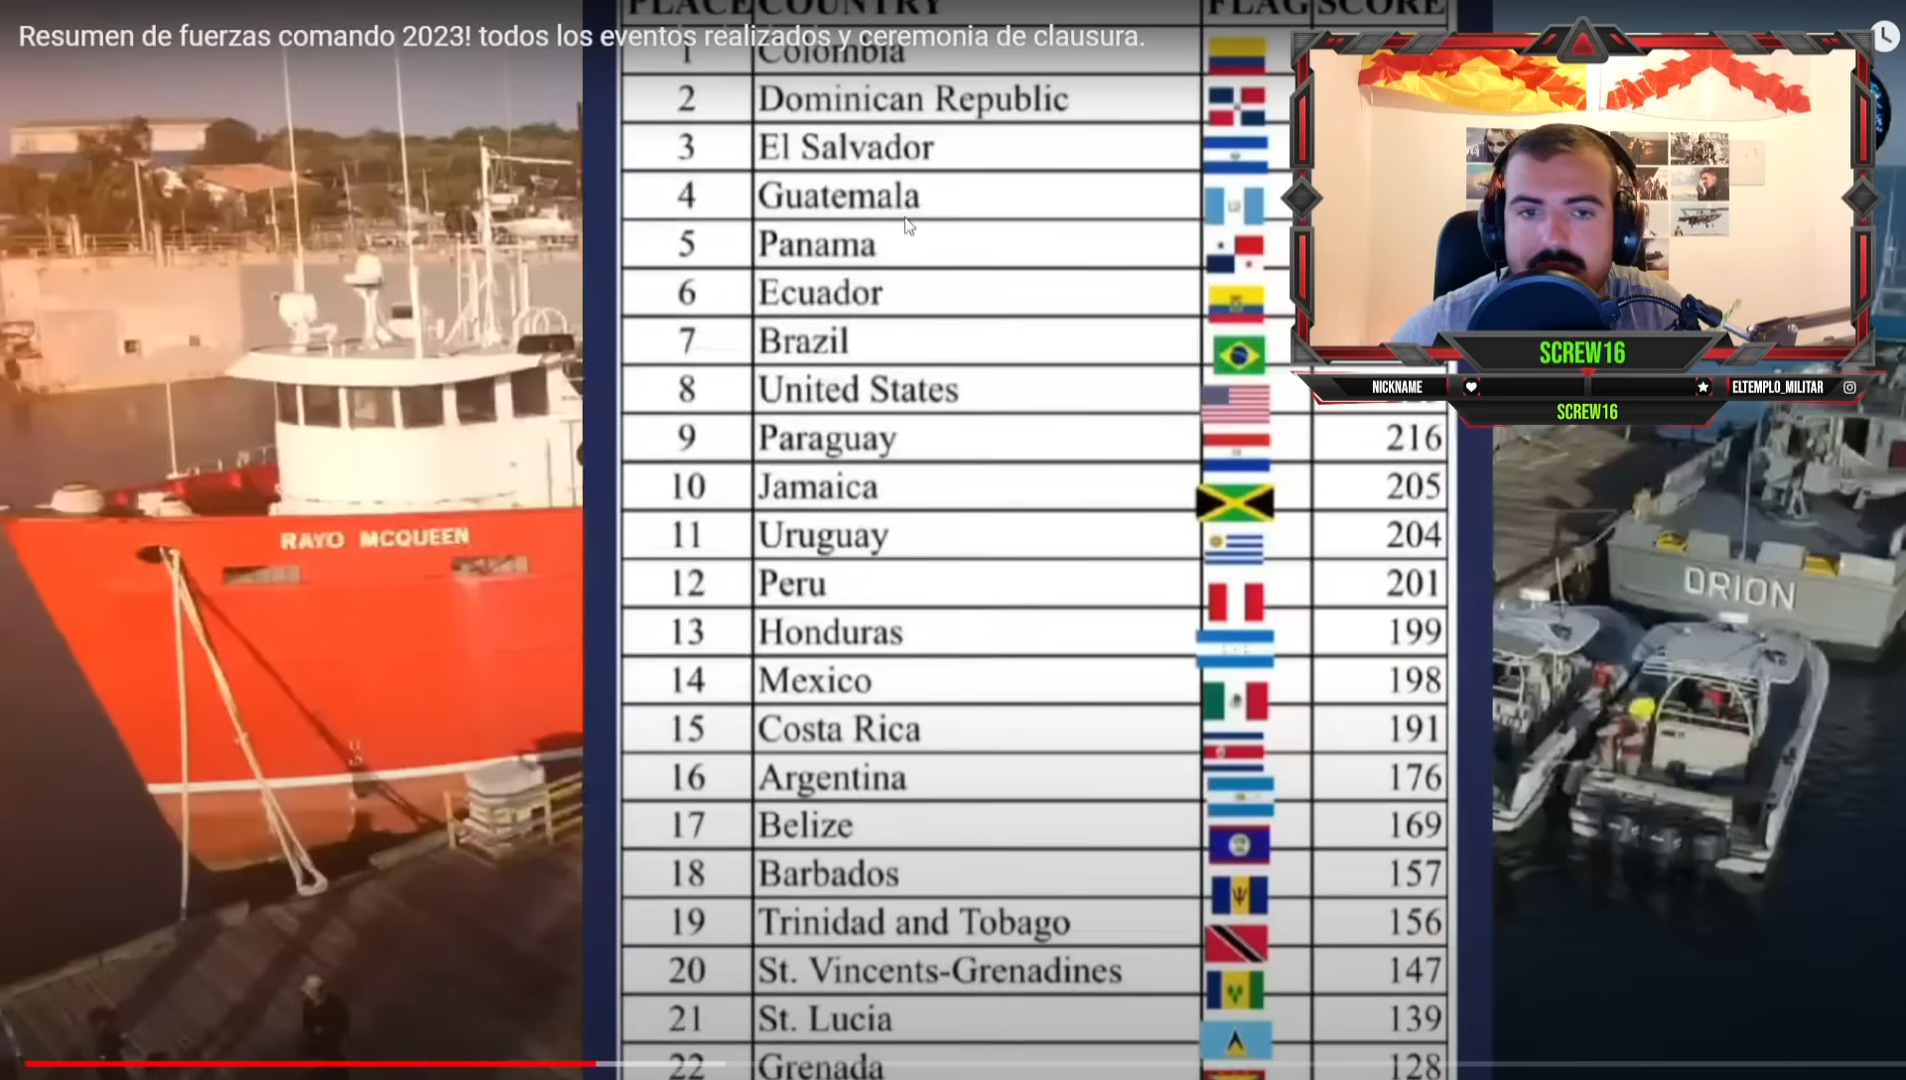 PLACE COUNTRY FLAG SCORE
Resumen de fuerzas comando 2023! todos los eventos realizados y ceremonia de clausura.
1 Colombia
2 Dominican Republic
3 El Salvador
4 Guatemala
5 Panama
6 Ecuador
7 Brazil
8 United States
9 Paraguay 216
10 Jamaica 205
11 Uruguay 204
12 Peru 201
13 Honduras 199
14 Mexico 198
15 Costa Rica 191
16 Argentina 176
17 Belize 169
18 Barbados 157
19 Trinidad and Tobago 156
20 St. Vincents-Grenadines 147
21 St. Lucia 139
22 Grenada 128
SCREW16
NICKNAME
ELTEMPLO_MILITAR
SCREW16
RAYO MCQUEEN
ORION